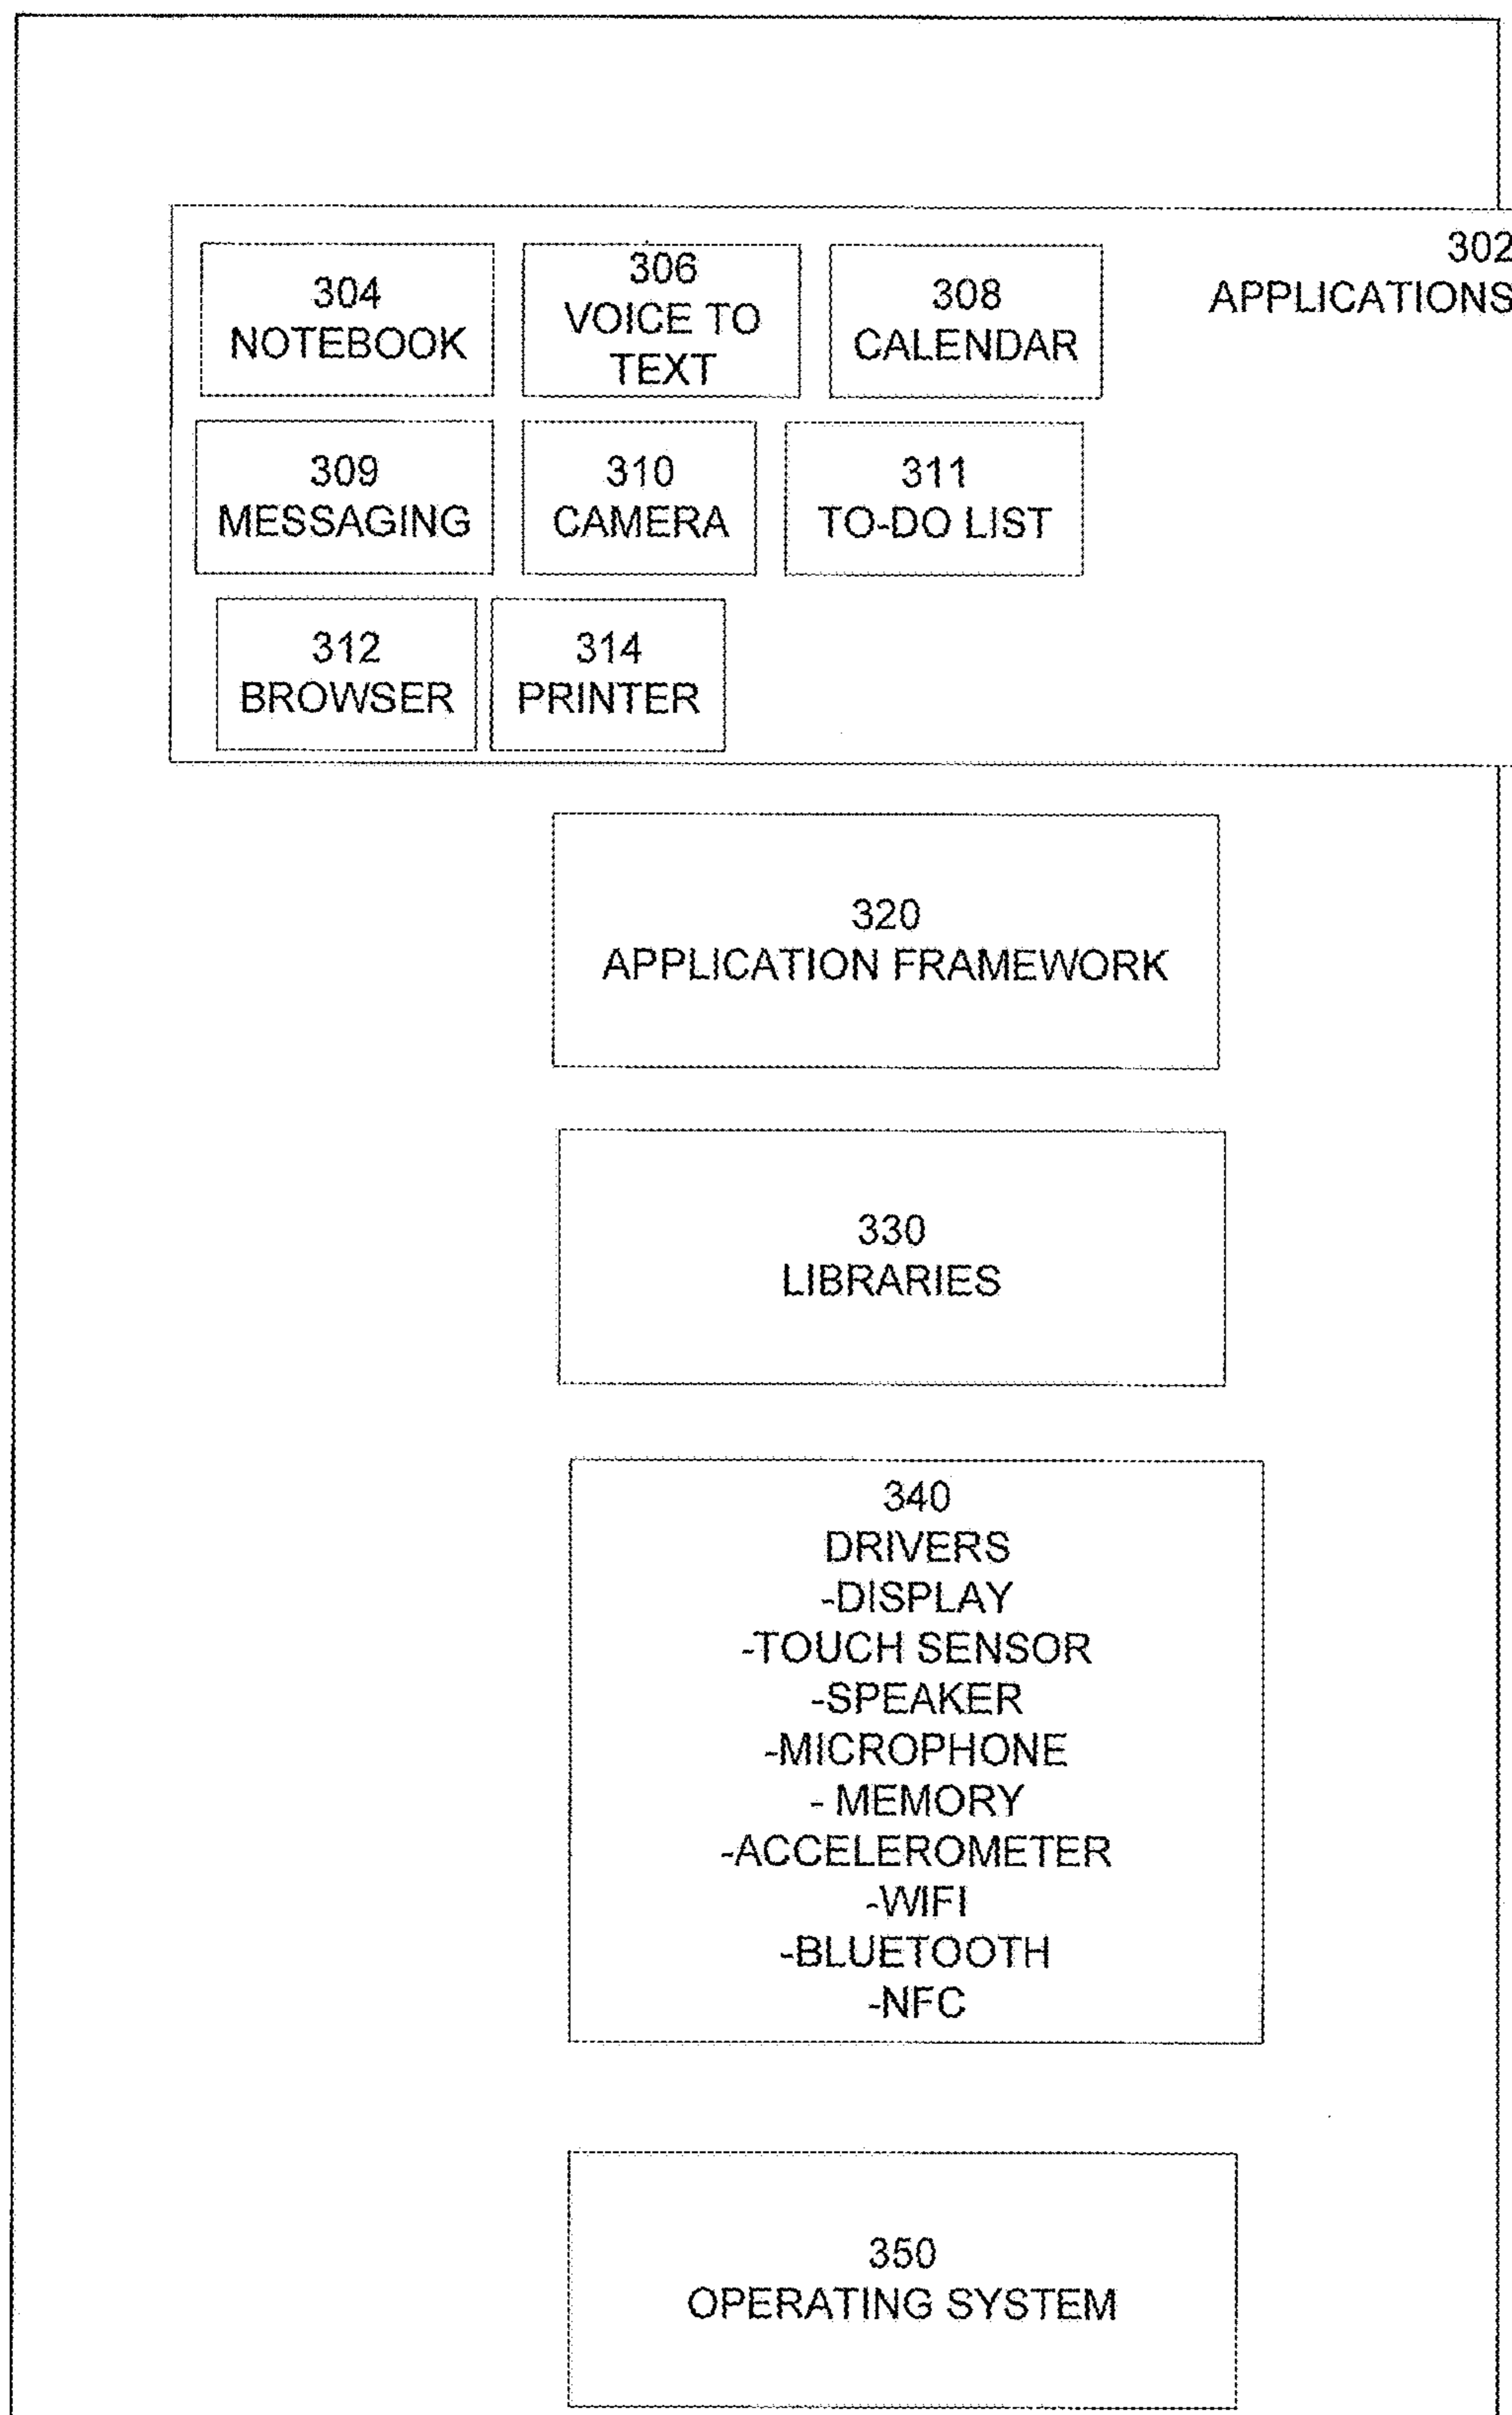 302
APPLICATIONS
304
NOTEBOOK
306
VOICE TO
TEXT
308
CALENDAR
309
MESSAGING
310
CAMERA
311
TO-DO LIST
312
BROWSER
314
PRINTER
320
APPLICATION FRAMEWORK
330
LIBRARIES
340
DRIVERS
-DISPLAY
-TOUCH SENSOR
-SPEAKER
-MICROPHONE
- MEMORY
-ACCELEROMETER
-WIFI
-BLUETOOTH
-NFC
350
OPERATING SYSTEM